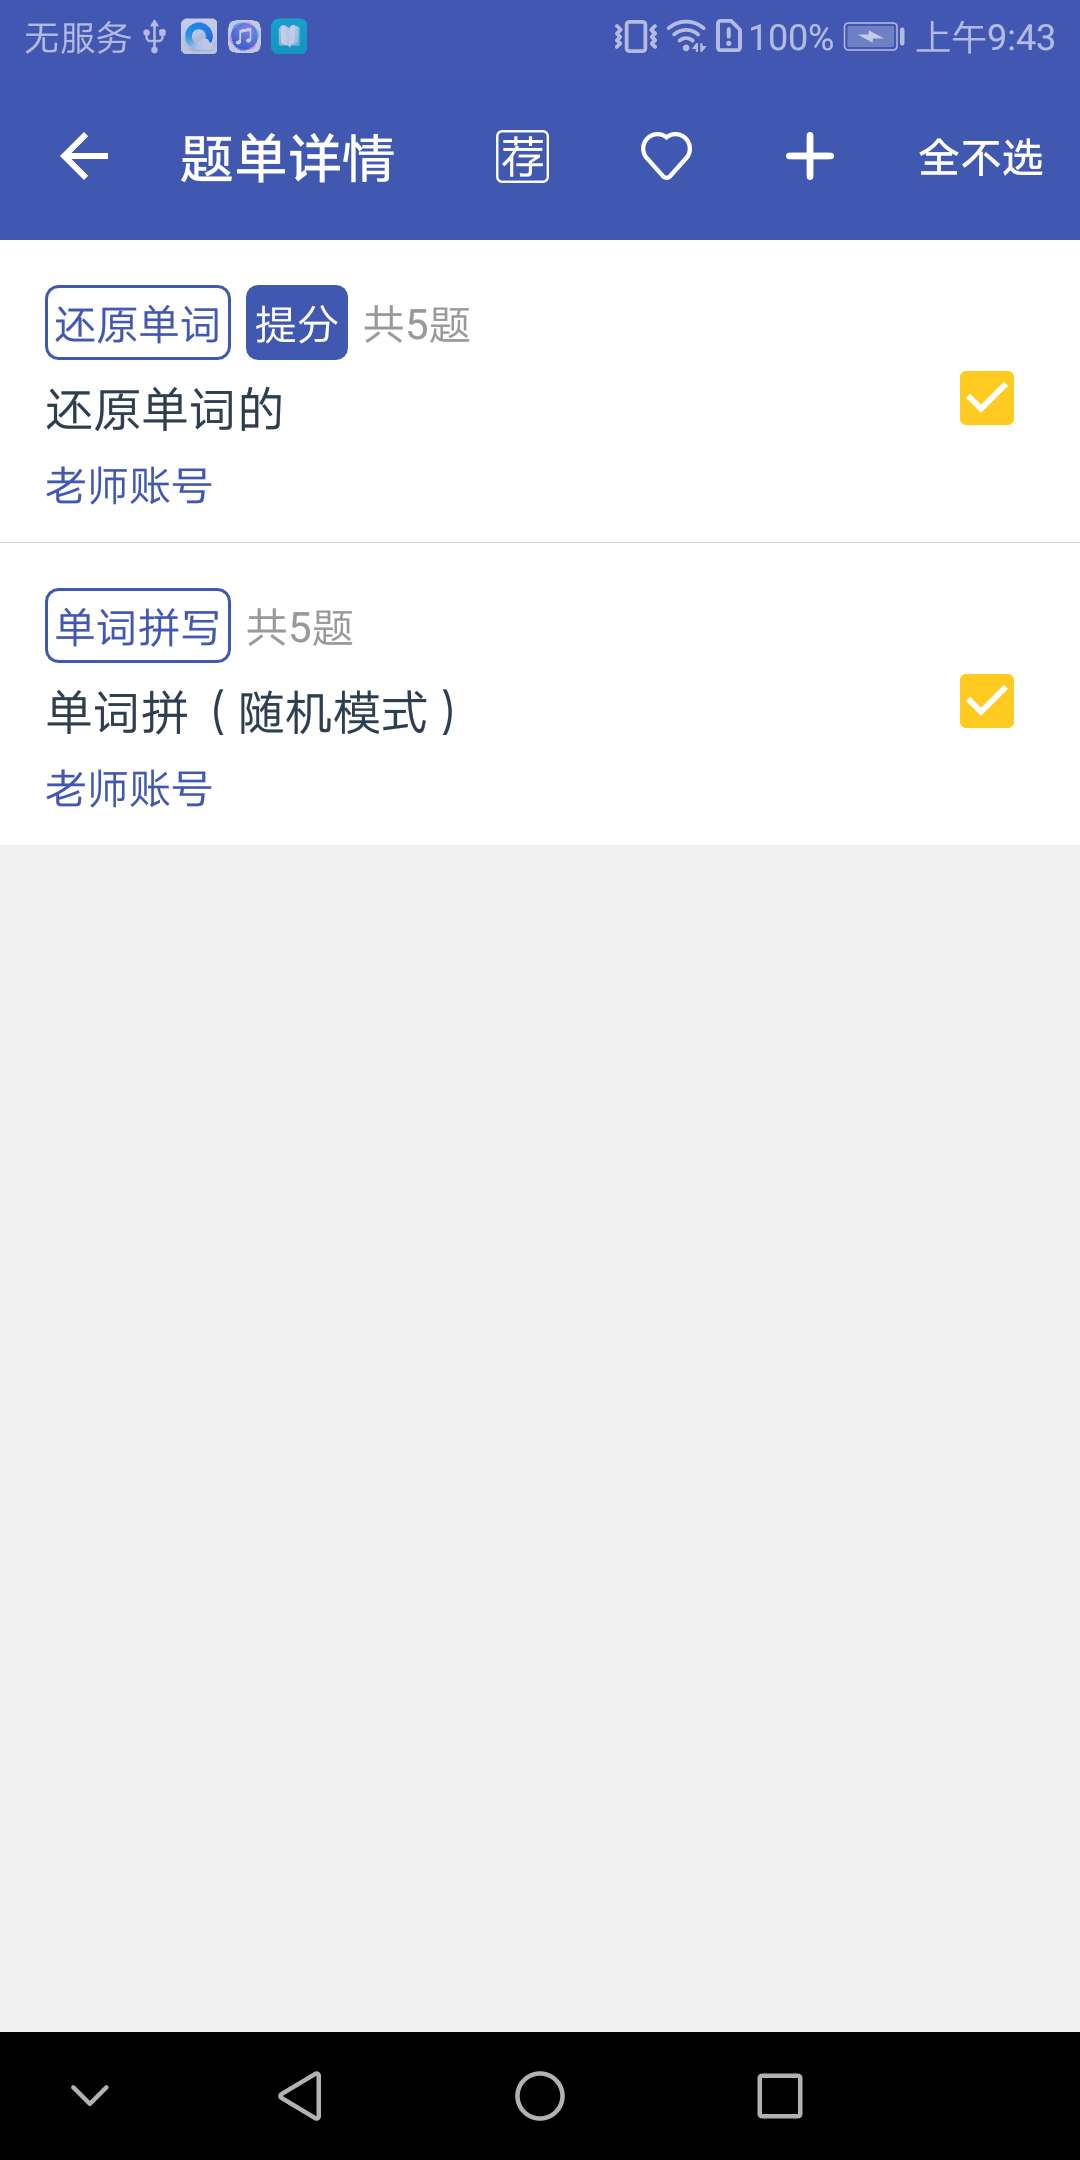 无服务 100% 上午9:43
题单详情 荐 全不选
还原单词 提分 共5题
还原单词的
老师账号
单词拼写 共5题
单词拼（随机模式）
老师账号